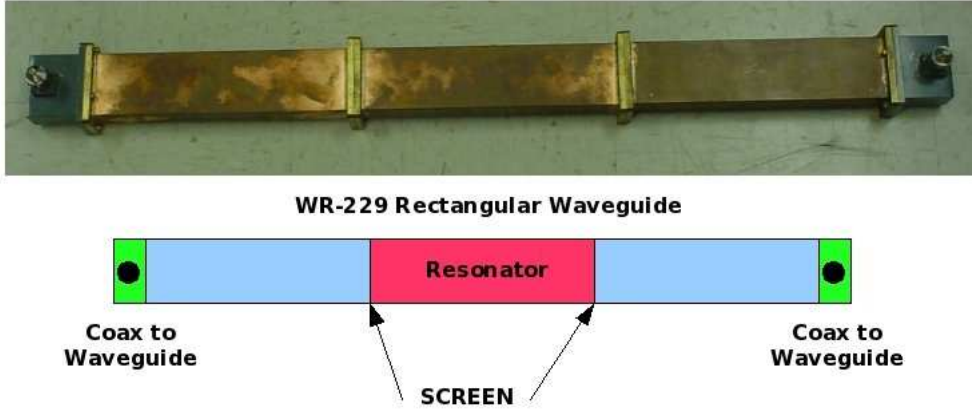 WR-229 Rectangular Waveguide
Resonator
Coax to
Waveguide
Coax to
Waveguide
SCREEN